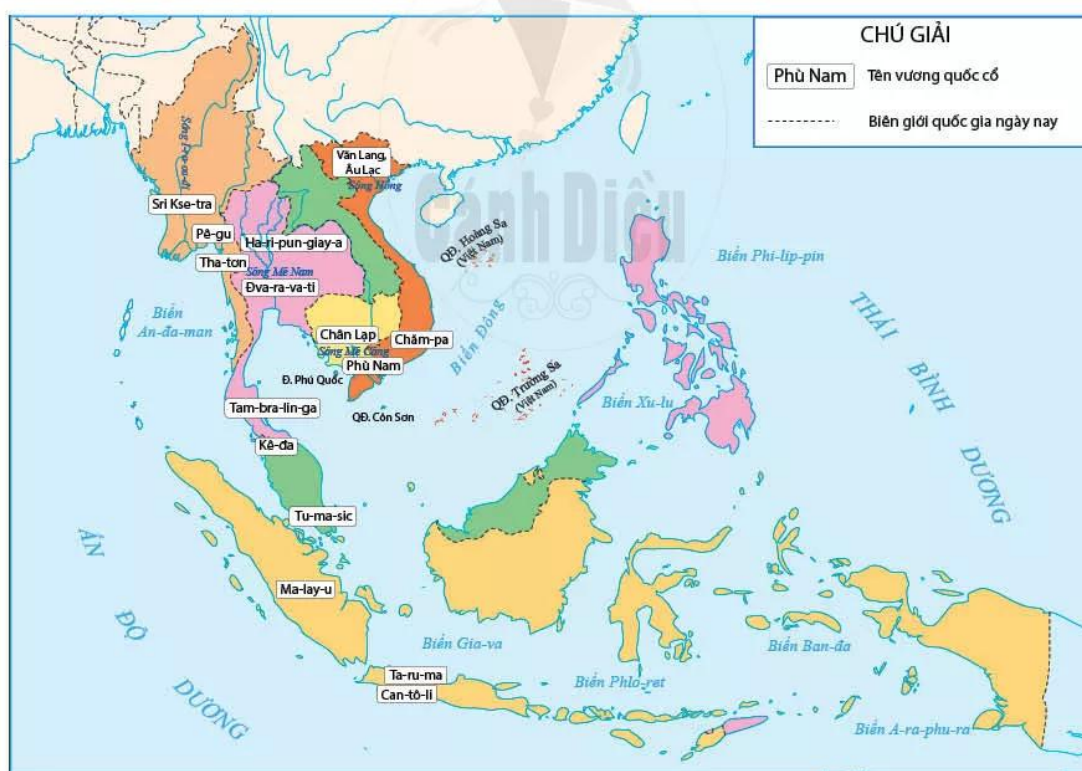 CHÚ GIẢI
Phù Nam
Tên vương quốc cổ
Biên giới quốc gia ngày nay
Cánh Diều
Văn Lang,
Âu Lạc
Sông Hồng
Sri Kse-tra
Pê-gu
Tha-tơn
Ha-ri-pun-giay-a
Sông Mê Nam
Đva-ra-va-ti
QĐ. Hoàng Sa
(Việt Nam)
Biển Phi-lip-pin
Biển
An-đa-man
Chân Lạp
Chăm-pa
Sông Mê Công
Phù Nam
Biển Đông
Đ. Phú Quốc
QĐ. Côn Sơn
QĐ. Trường Sa
(Việt Nam)
Biển Xu-lu
THÁI
BÌNH
DƯƠNG
Tam-bra-lin-ga
Kê-đa
Tu-ma-sic
Ma-lay-u
ẤN
ĐỘ
DƯƠNG
Biển Gia-va
Biển Ban-đa
Ta-ru-ma
Can-tô-li
Biển Phlo-ret
Biển A-ra-phu-ra